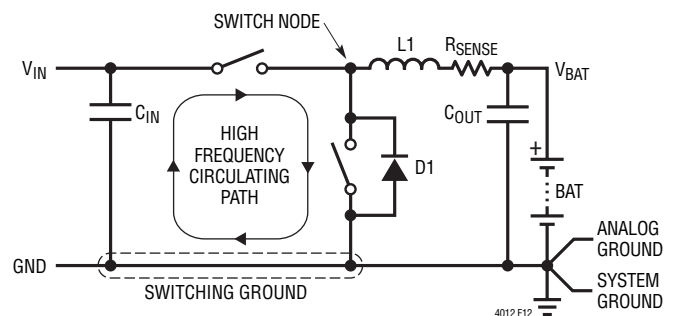 SWITCH NODE
L1
RSENSE
VIN
VBAT
CIN
HIGH
FREQUENCY
CIRCULATING
PATH
COUT
D1
+
BAT
ANALOG
GROUND
GND
SYSTEM
GROUND
SWITCHING GROUND
4012 F12